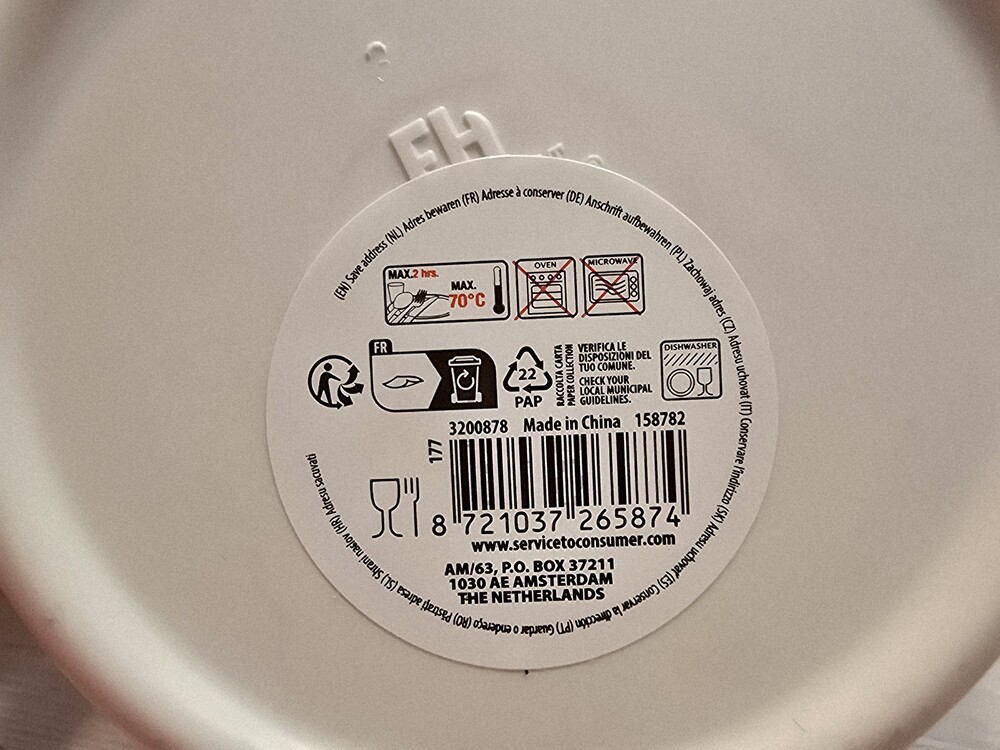 3
FH
(EN) Save address (NL) Adres bewaren (FR) Adresse à conserver (DE) Anschrift aufbewahren (PL) Zachowaj adres (CZ) Adresu uchovat (IT) Conservare l'indirizzo (SK) Adresu uchovať (ES) Conservar la dirección (PT) Guardar o endereço (RO) Păstrați adresa (SL) Shrani naslov (HR) Adresu sačuvati
MAX.2 hrs.
MAX.
70°C
OVEN
MICROWAVE
FR
22
PAP
RACCOLTA CARTA
PAPER COLLECTION
VERIFICA LE
DISPOSIZIONI DEL
TUO COMUNE.
CHECK YOUR
LOCAL MUNICIPAL
GUIDELINES.
DISHWASHER
3200878 Made in China 158782
177
8 721037 265874
www.servicetoconsumer.com
AM/63, P.O. BOX 37211
1030 AE AMSTERDAM
THE NETHERLANDS